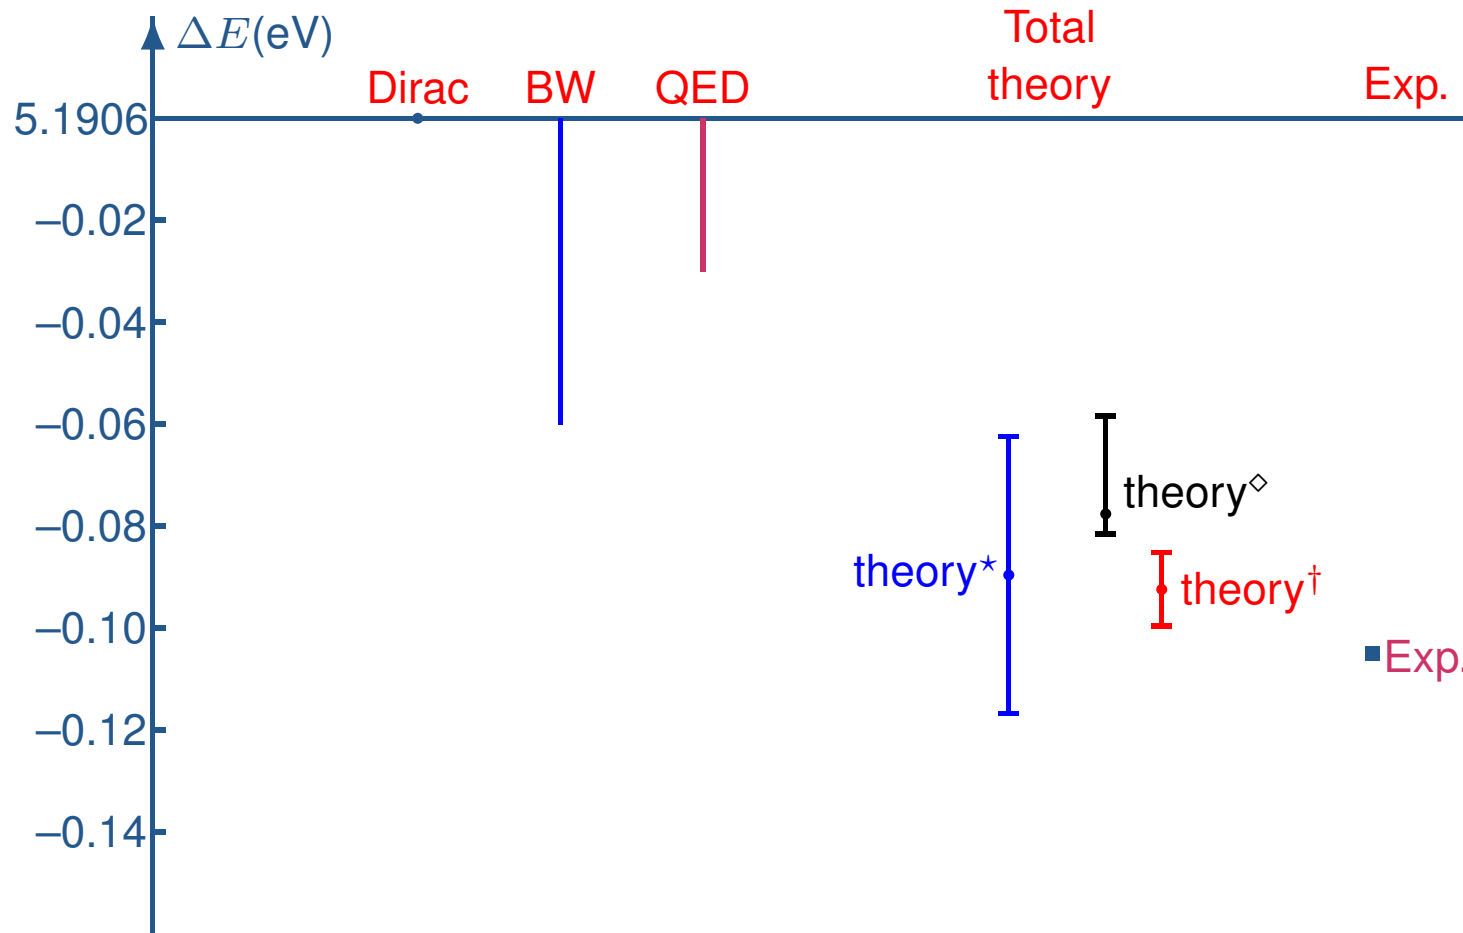 ΔE(eV)
Total
theory
Dirac
BW
QED
Exp.
5.1906
–0.02
–0.04
–0.06
–0.08
–0.10
–0.12
–0.14
theory◇
theory⋆
theory†
Exp.